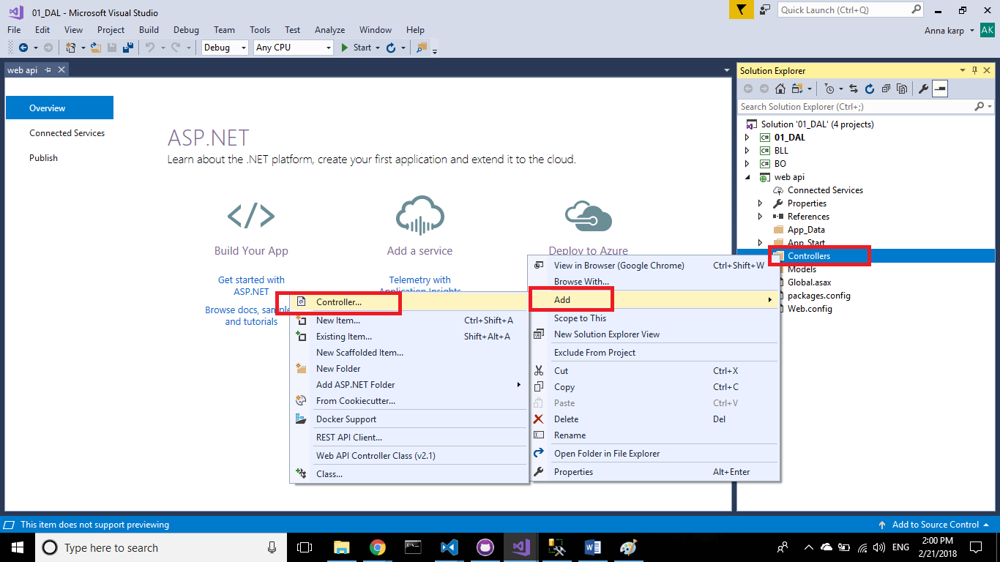 01_DAL - Microsoft Visual Studio
Quick Launch (Ctrl+Q)
File Edit View Project Build Debug Team Tools Test Analyze Window Help
Anna karp
AK
Debug
Any CPU
Start
web api
Overview
Connected Services
Publish
ASP.NET
Learn about the .NET platform, create your first application and extend it to the cloud.
Build Your App
Add a service
Deploy to Azure
Get started with
ASP.NET
Telemetry with
Application Insights
Browse docs,
and tutorials
Solution Explorer
Search Solution Explorer (Ctrl+;)
Solution '01_DAL' (4 projects)
C# 01_DAL
C# BLL
C# BO
web api
Connected Services
Properties
References
App_Data
App_Start
Controllers
Models
Global.asax
packages.config
Web.config
View in Browser (Google Chrome) Ctrl+Shift+W
Browse With...
Add
Scope to This
New Solution Explorer View
Exclude From Project
Cut Ctrl+X
Copy Ctrl+C
Paste Ctrl+V
Delete Del
Rename
Open Folder in File Explorer
Properties Alt+Enter
Controller...
New Item... Ctrl+Shift+A
Existing Item... Shift+Alt+A
New Scaffolded Item...
New Folder
Add ASP.NET Folder
From Cookiecutter...
Docker Support
REST API Client...
Web API Controller Class (v2.1)
Class...
This item does not support previewing
Add to Source Control
Type here to search
ENG
2:00 PM
2/21/2018